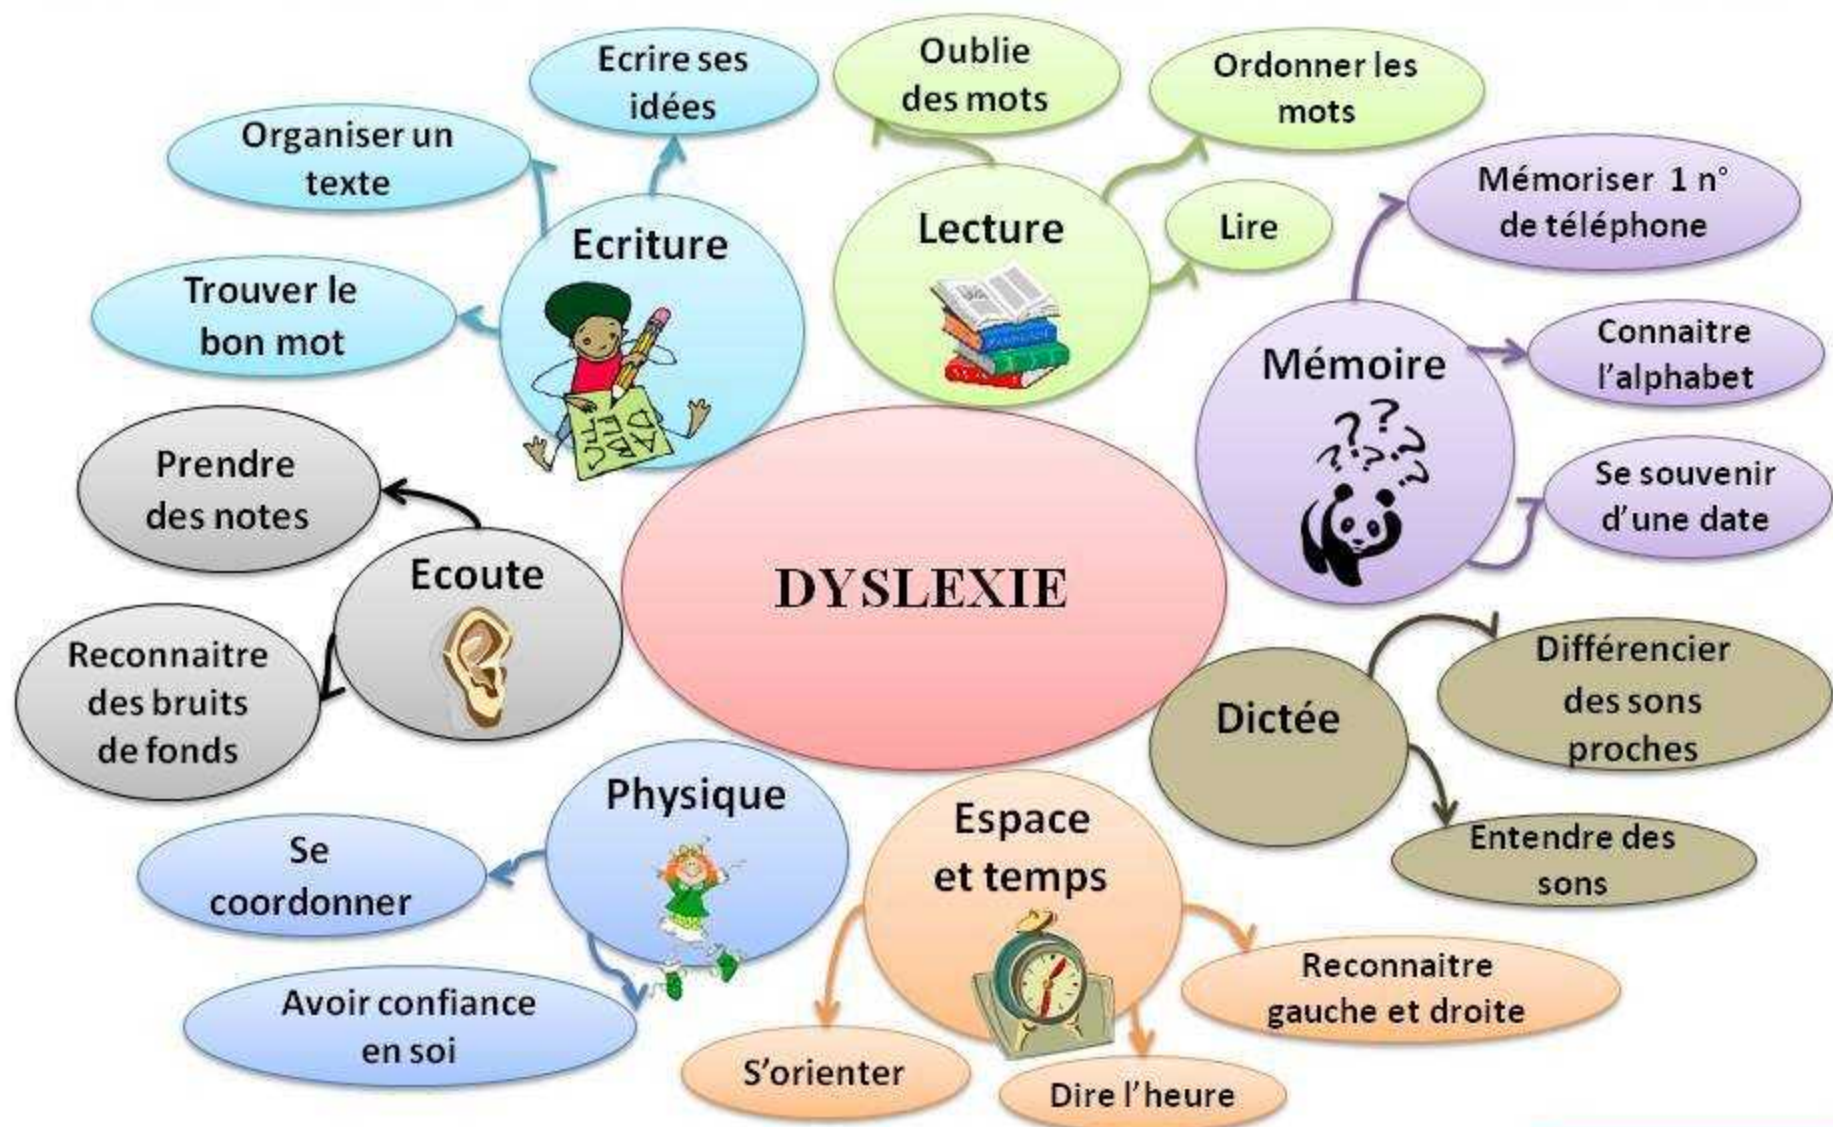 Ecrire ses
idées
Organiser un
texte
Ecriture
Trouver le
bon mot
Oublie
des mots
Ordonner les
mots
Lecture
Lire
Mémoriser 1 n°
de téléphone
Mémoire
Connaitre
l'alphabet
Se souvenir
d'une date
Prendre
des notes
Ecoute
Reconnaitre
des bruits
de fonds
DYSLEXIE
Dictée
Différencier
des sons
proches
Entendre des
sons
Physique
Se
coordonner
Avoir confiance
en soi
Espace
et temps
S'orienter
Dire l'heure
Reconnaitre
gauche et droite